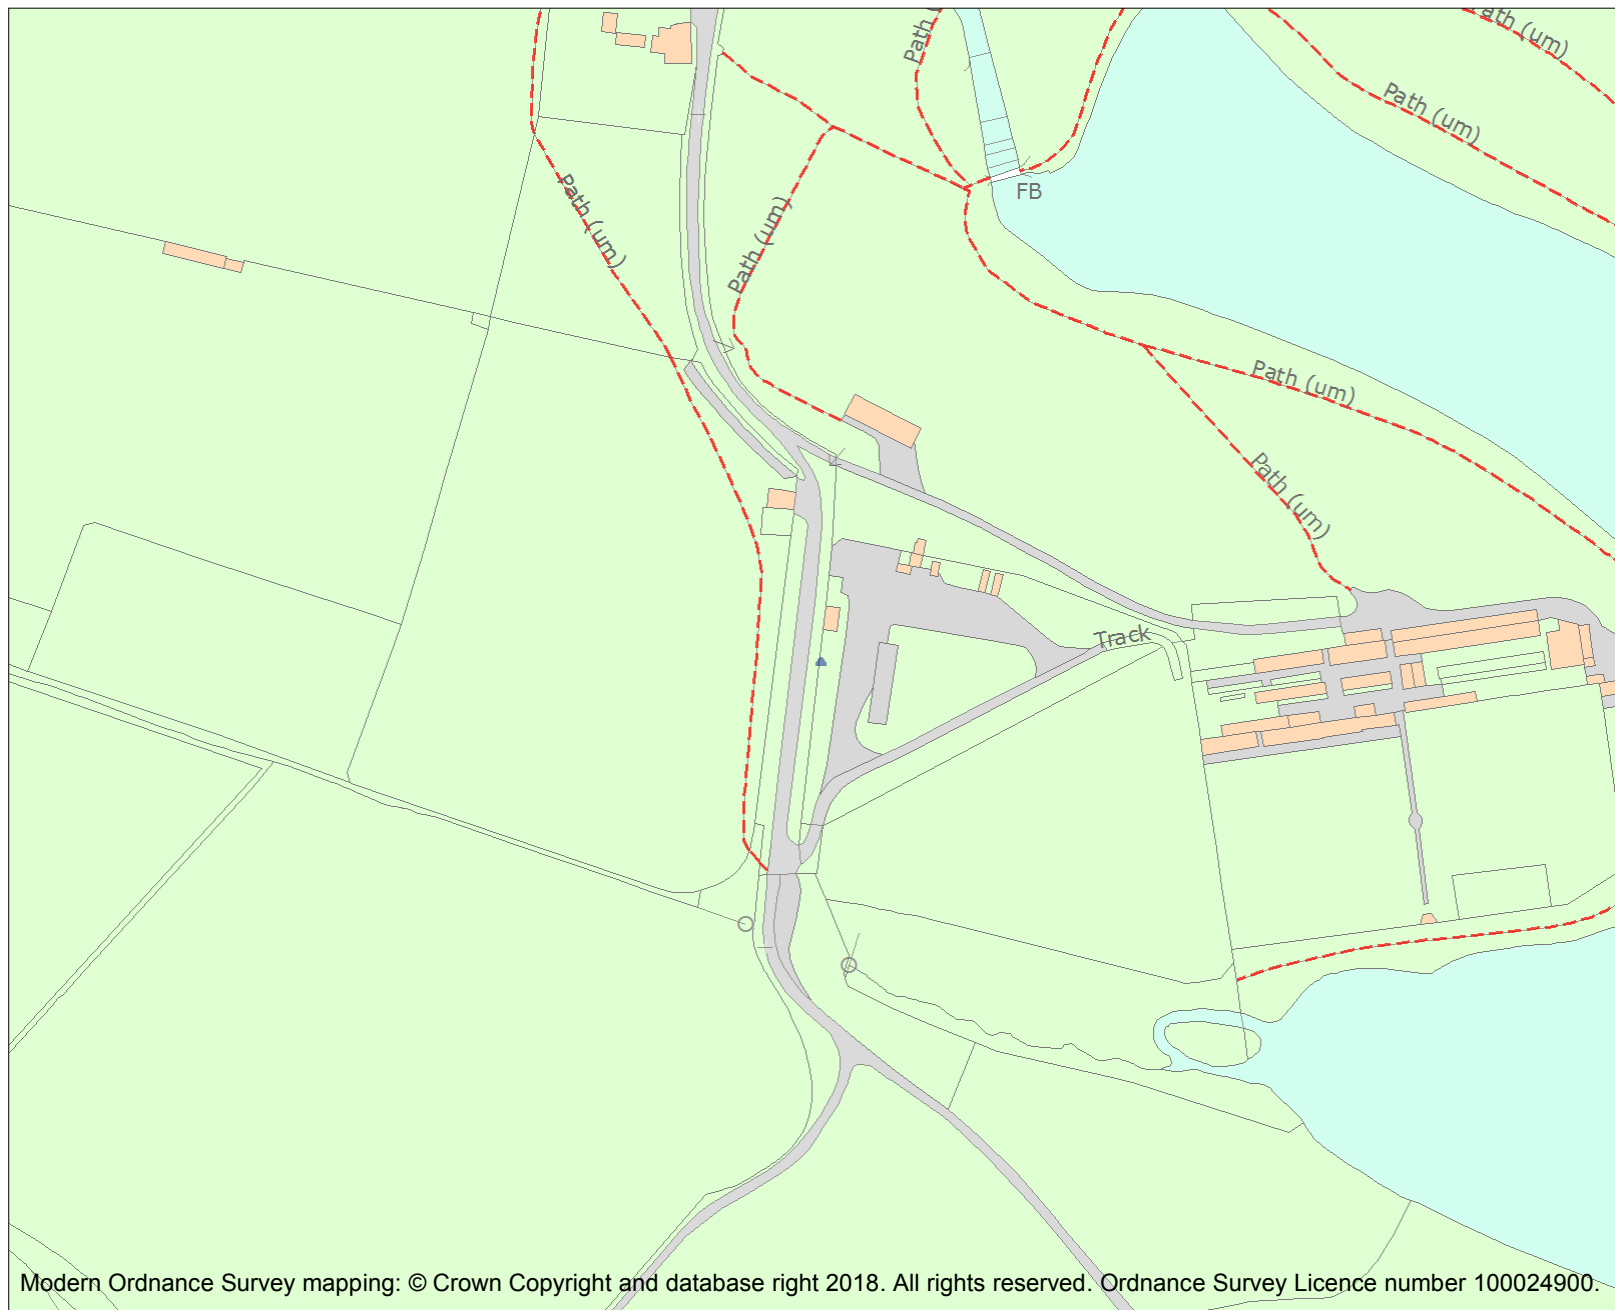 Path (um)
Path (
Path (um)
FB
Path (um)
Path (um)
Path (um)
Path (um)
Track
Modern Ordnance Survey mapping: © Crown Copyright and database right 2018. All rights reserved. Ordnance Survey Licence number 100024900.